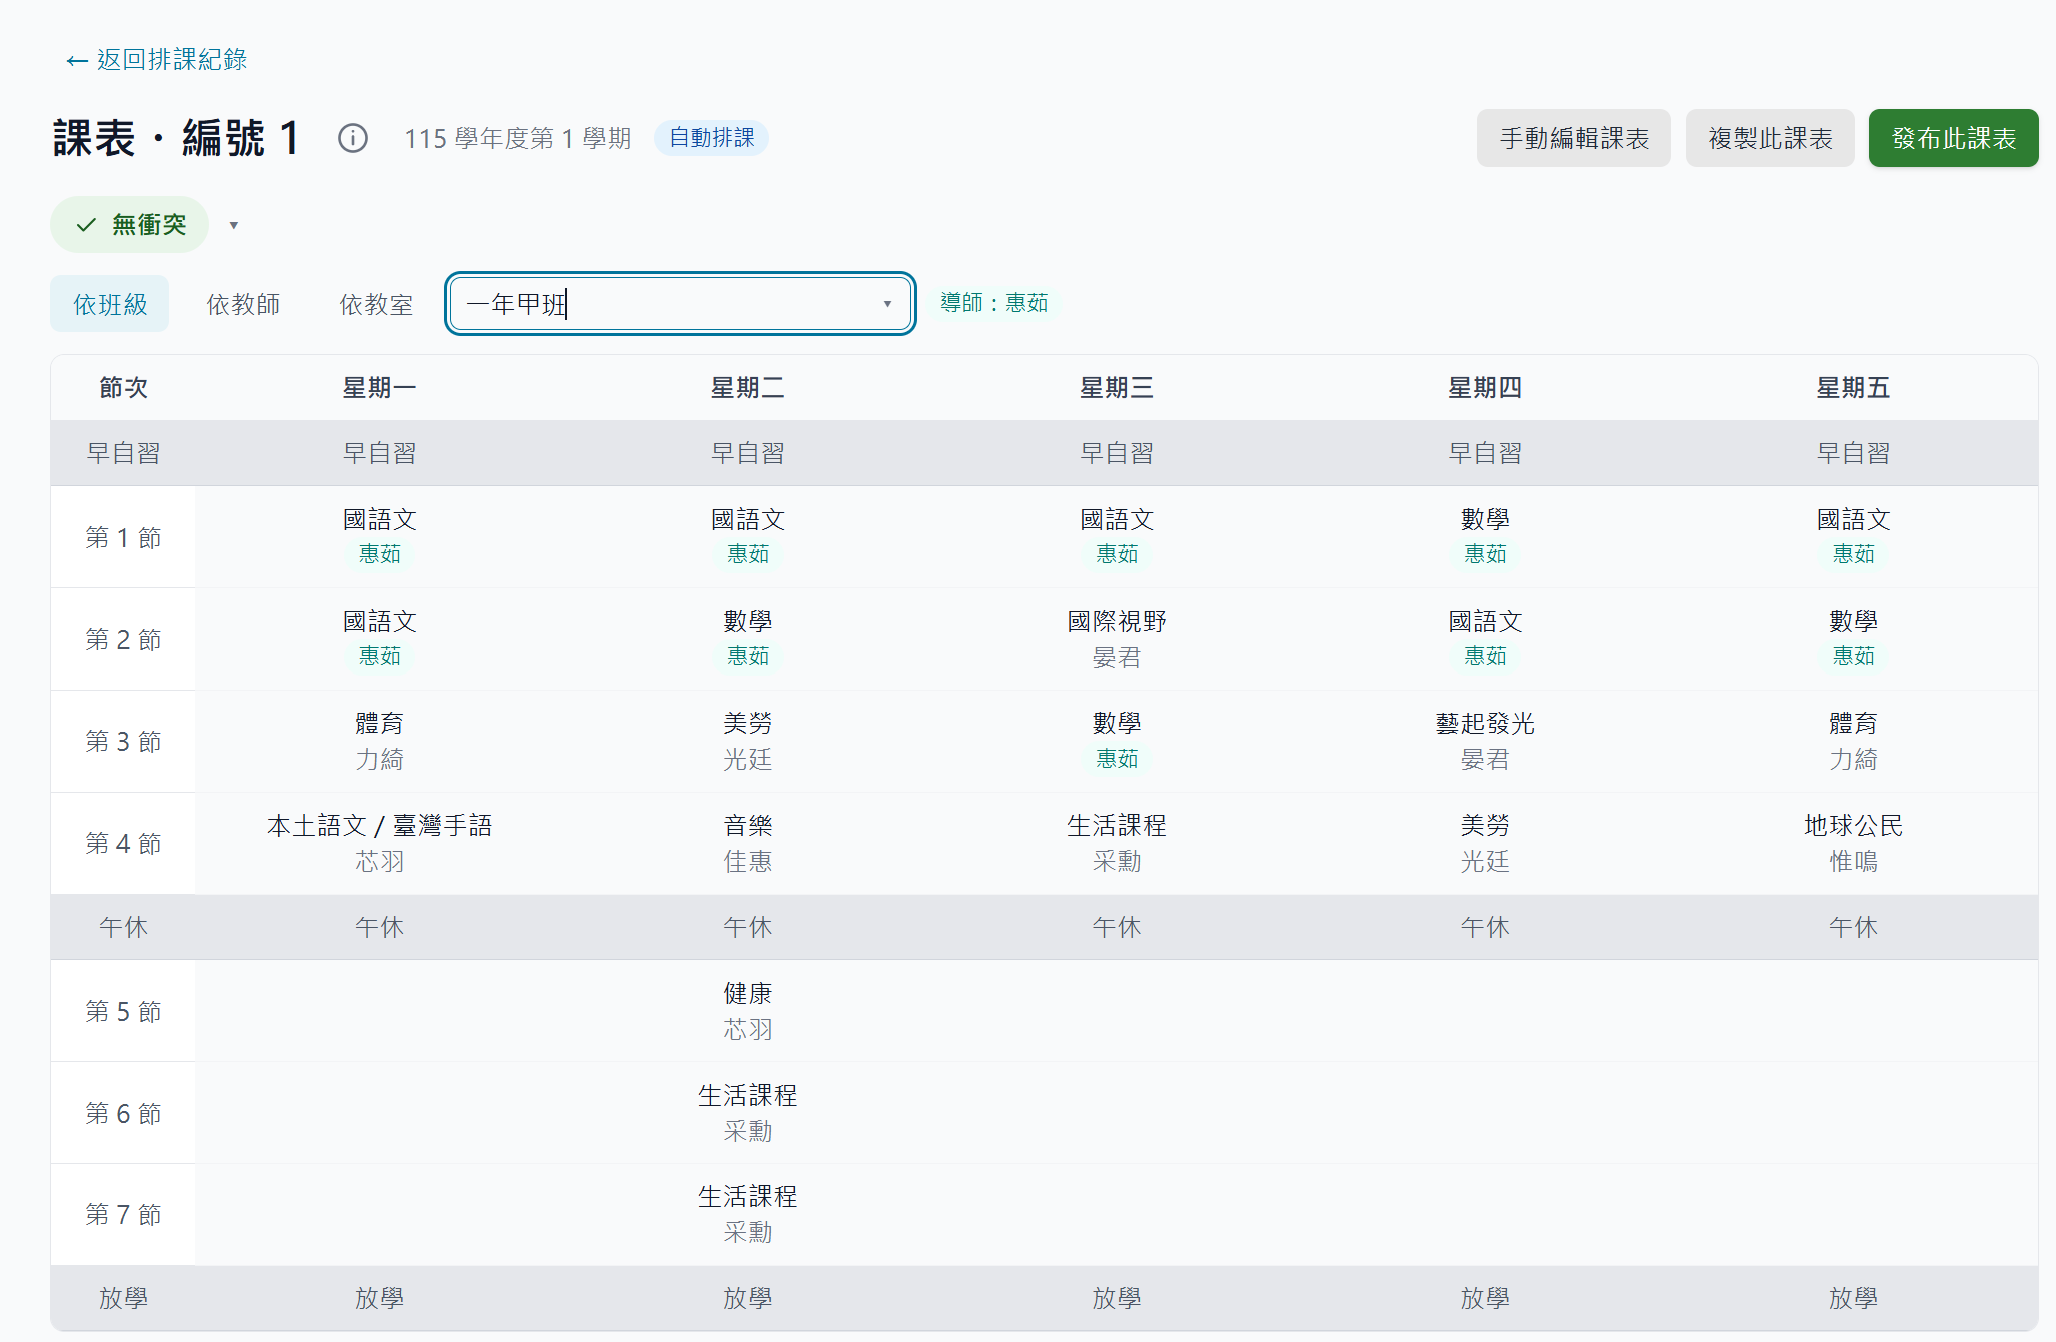 ← 返回排課紀錄
課表・編號 1 115 學年度第 1 學期 自動排課 手動編輯課表 複製此課表 發布此課表
✓ 無衝突 ▾
依班級 依教師 依教室 一年甲班 ▾ 導師：惠茹
節次 星期一 星期二 星期三 星期四 星期五
早自習 早自習 早自習 早自習 早自習 早自習
第 1 節 國語文 國語文 國語文 數學 國語文
惠茹 惠茹 惠茹 惠茹 惠茹
第 2 節 國語文 數學 國際視野 國語文 數學
惠茹 惠茹 晏君 惠茹 惠茹
第 3 節 體育 美勞 數學 藝起發光 體育
力綺 光廷 惠茹 晏君 力綺
第 4 節 本土語文 / 臺灣手語 音樂 生活課程 美勞 地球公民
芯羽 佳惠 采勳 光廷 惟鳴
午休 午休 午休 午休 午休 午休
第 5 節 健康
芯羽
第 6 節 生活課程
采勳
第 7 節 生活課程
采勳
放學 放學 放學 放學 放學 放學